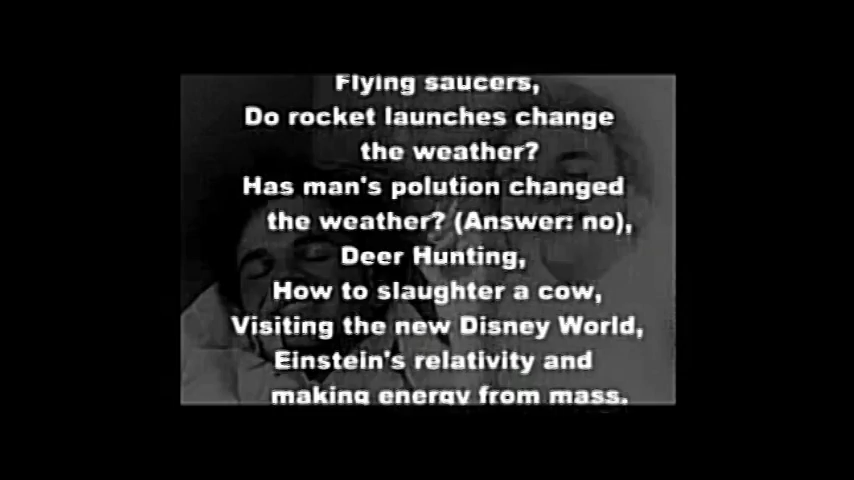 Flying saucers,
Do rocket launches change
the weather?
Has man's polution changed
the weather? (Answer: no),
Deer Hunting,
How to slaughter a cow,
Visiting the new Disney World,
Einstein's relativity and
making energy from mass.